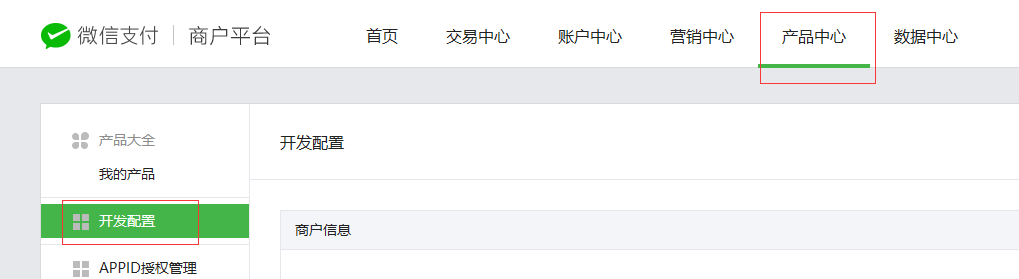 微信支付 | 商户平台 首页 交易中心 账户中心 营销中心 产品中心 数据中心
产品大全
我的产品
开发配置
APPID授权管理
开发配置
商户信息